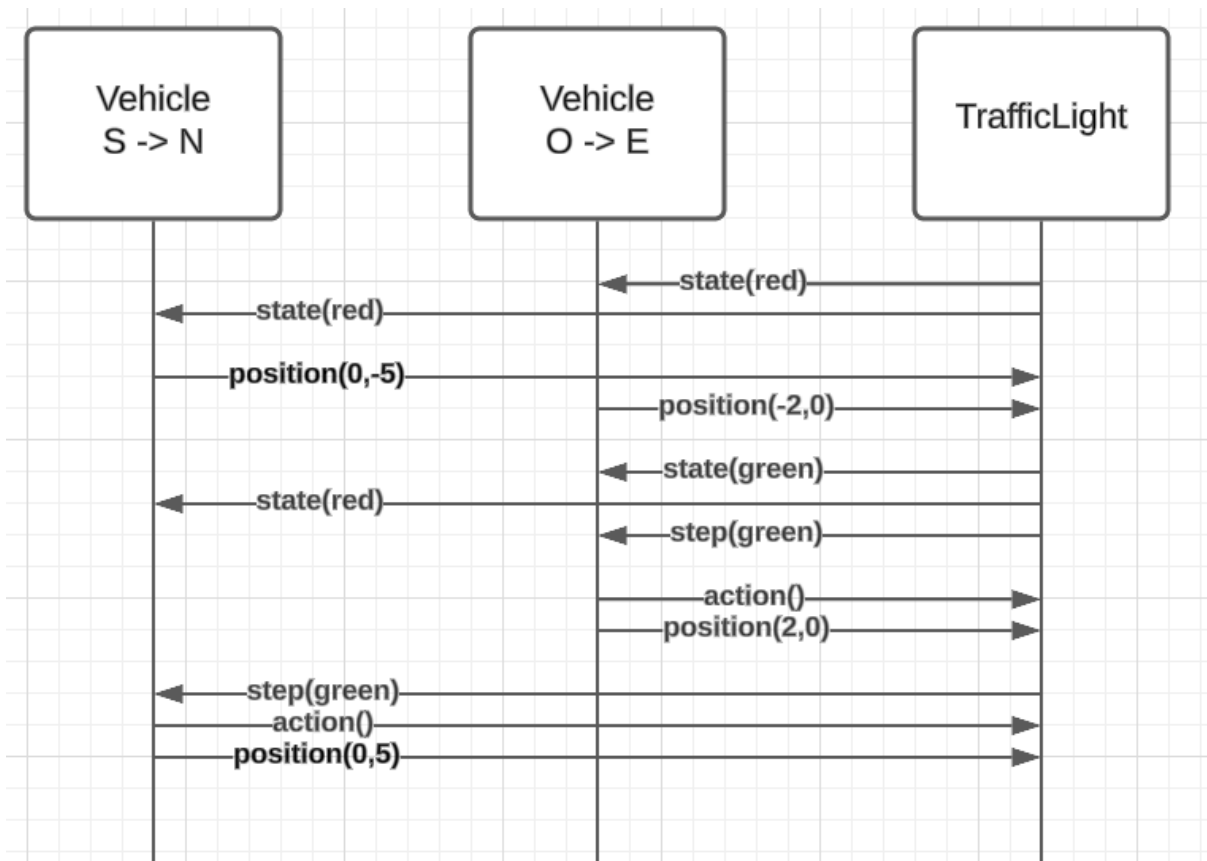 Vehicle
S -> N
Vehicle
O -> E
TrafficLight
state(red)
state(red)
position(0,-5)
position(-2,0)
state(green)
state(red)
step(green)
action()
position(2,0)
step(green)
action()
position(0,5)